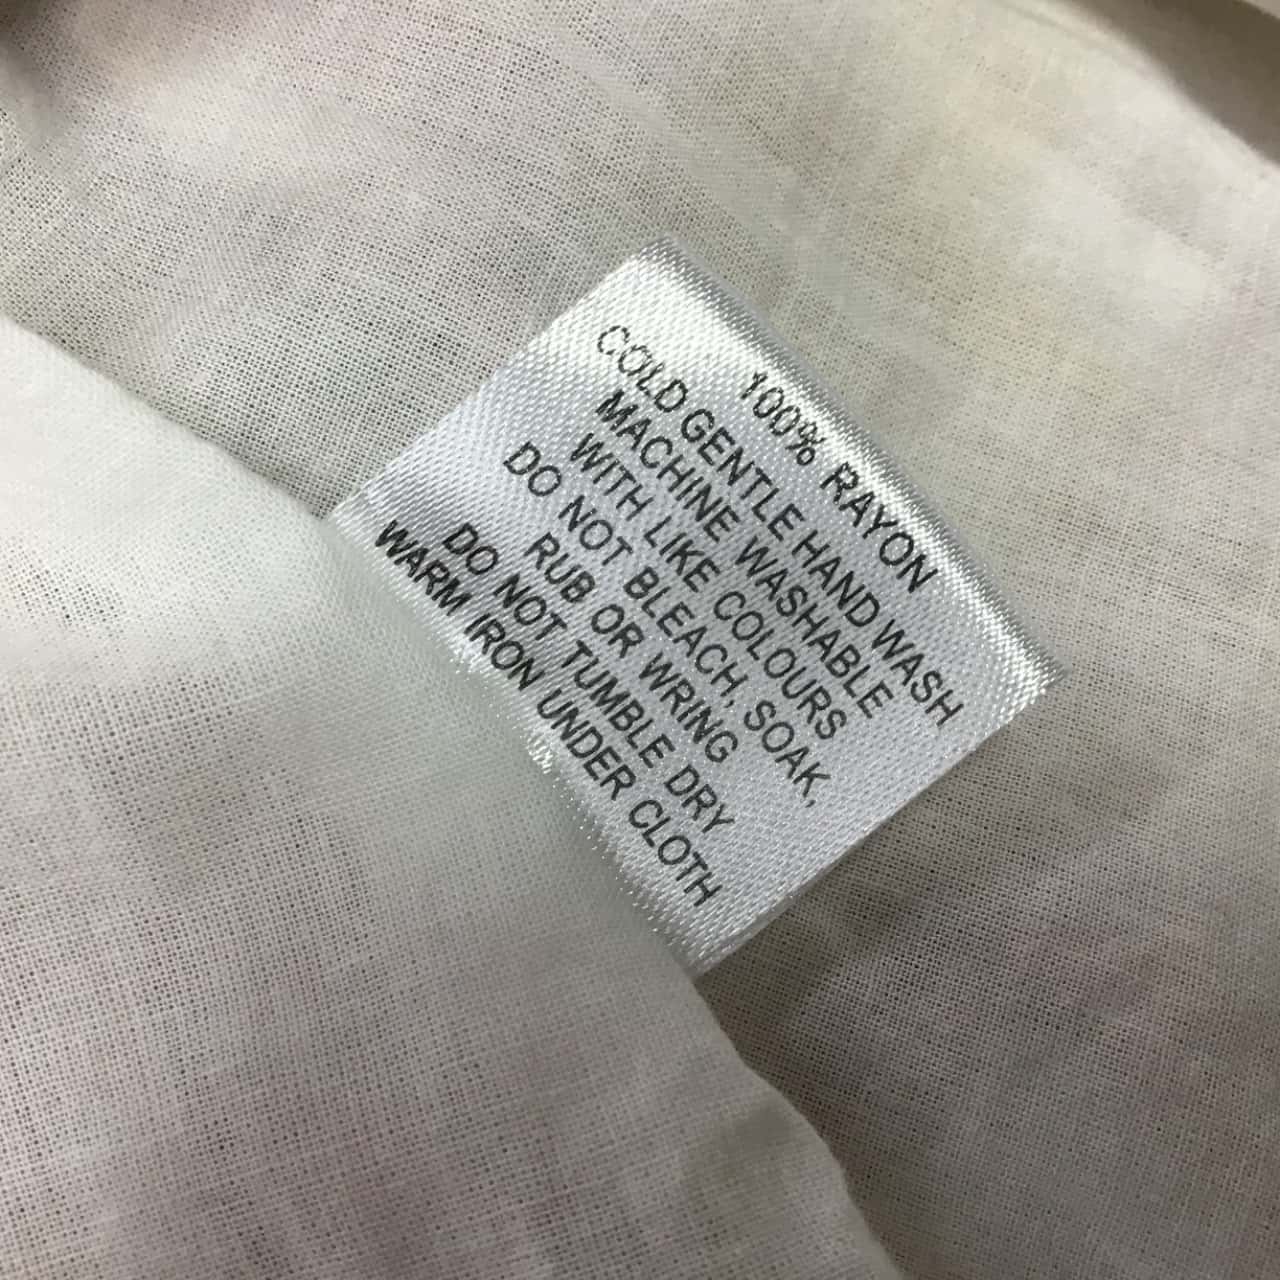 100% RAYON
COLD GENTLE HAND WASH
MACHINE WASHABLE
WITH LIKE COLOURS
DO NOT BLEACH, SOAK,
RUB OR WRING
DO NOT TUMBLE DRY
WARM IRON UNDER CLOTH